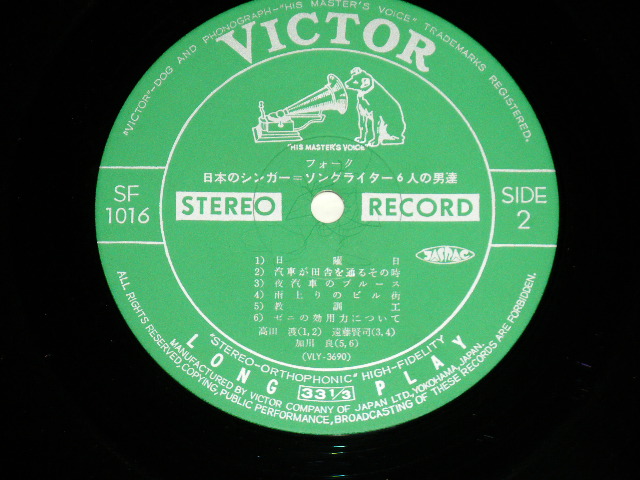 "VICTOR"—DOG AND PHONOGRAPH—"HIS MASTER'S VOICE" TRADEMARKS REGISTERED.
VICTOR
"HIS MASTER'S VOICE"
フォーク
日本のシンガー=ソングライター6人の男達
SF
1016
STEREO RECORD
SIDE
2
JASRAC
1) 日曜日
2) 汽車が田舎を通るその時
3) 夜汽車のブルース
4) 雨上りのビル街
5) 教訓 I
6) ゼニの効用力について
高田 渡(1,2) 遠藤賢司(3,4)
加川 良(5,6)
(VLY-3690)
"STEREO-ORTHOPHONIC" HIGH-FIDELITY
LONG 33 1/3 PLAY
MANUFACTURED BY VICTOR COMPANY OF JAPAN LTD., YOKOHAMA, JAPAN.
ALL RIGHTS RESERVED, COPYING, PUBLIC PERFORMANCE, BROADCASTING OF THESE RECORDS ARE FORBIDDEN.